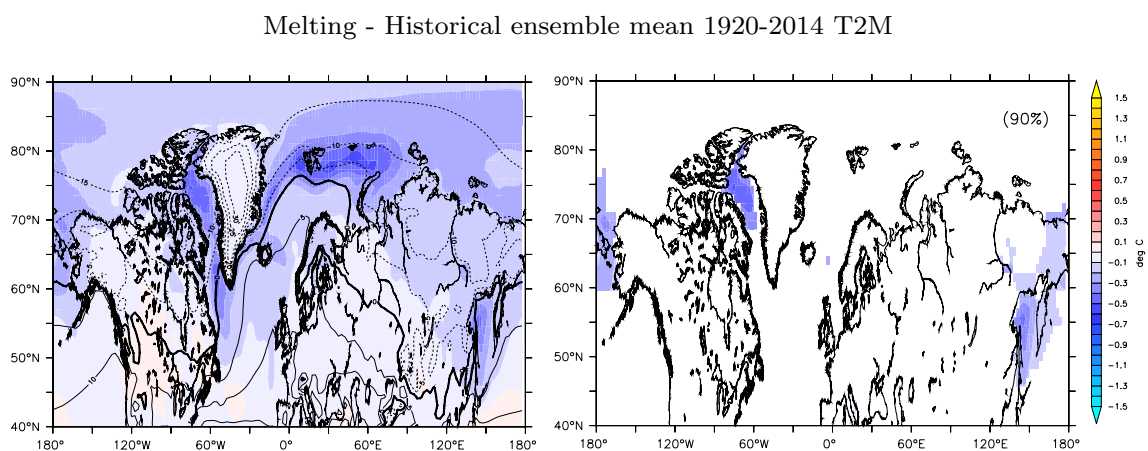 Melting - Historical ensemble mean 1920-2014 T2M
90°N
80°N
70°N
60°N
50°N
40°N
180°
120°W
60°W
0°
60°E
120°E
180°
90°N
80°N
70°N
60°N
50°N
40°N
180°
120°W
60°W
0°
60°E
120°E
180°
(90%)
1.5
1.3
1.1
0.9
0.7
0.5
0.3
0.1
−0.1
−0.3
−0.5
−0.7
−0.9
−1.1
−1.3
−1.5
deg C